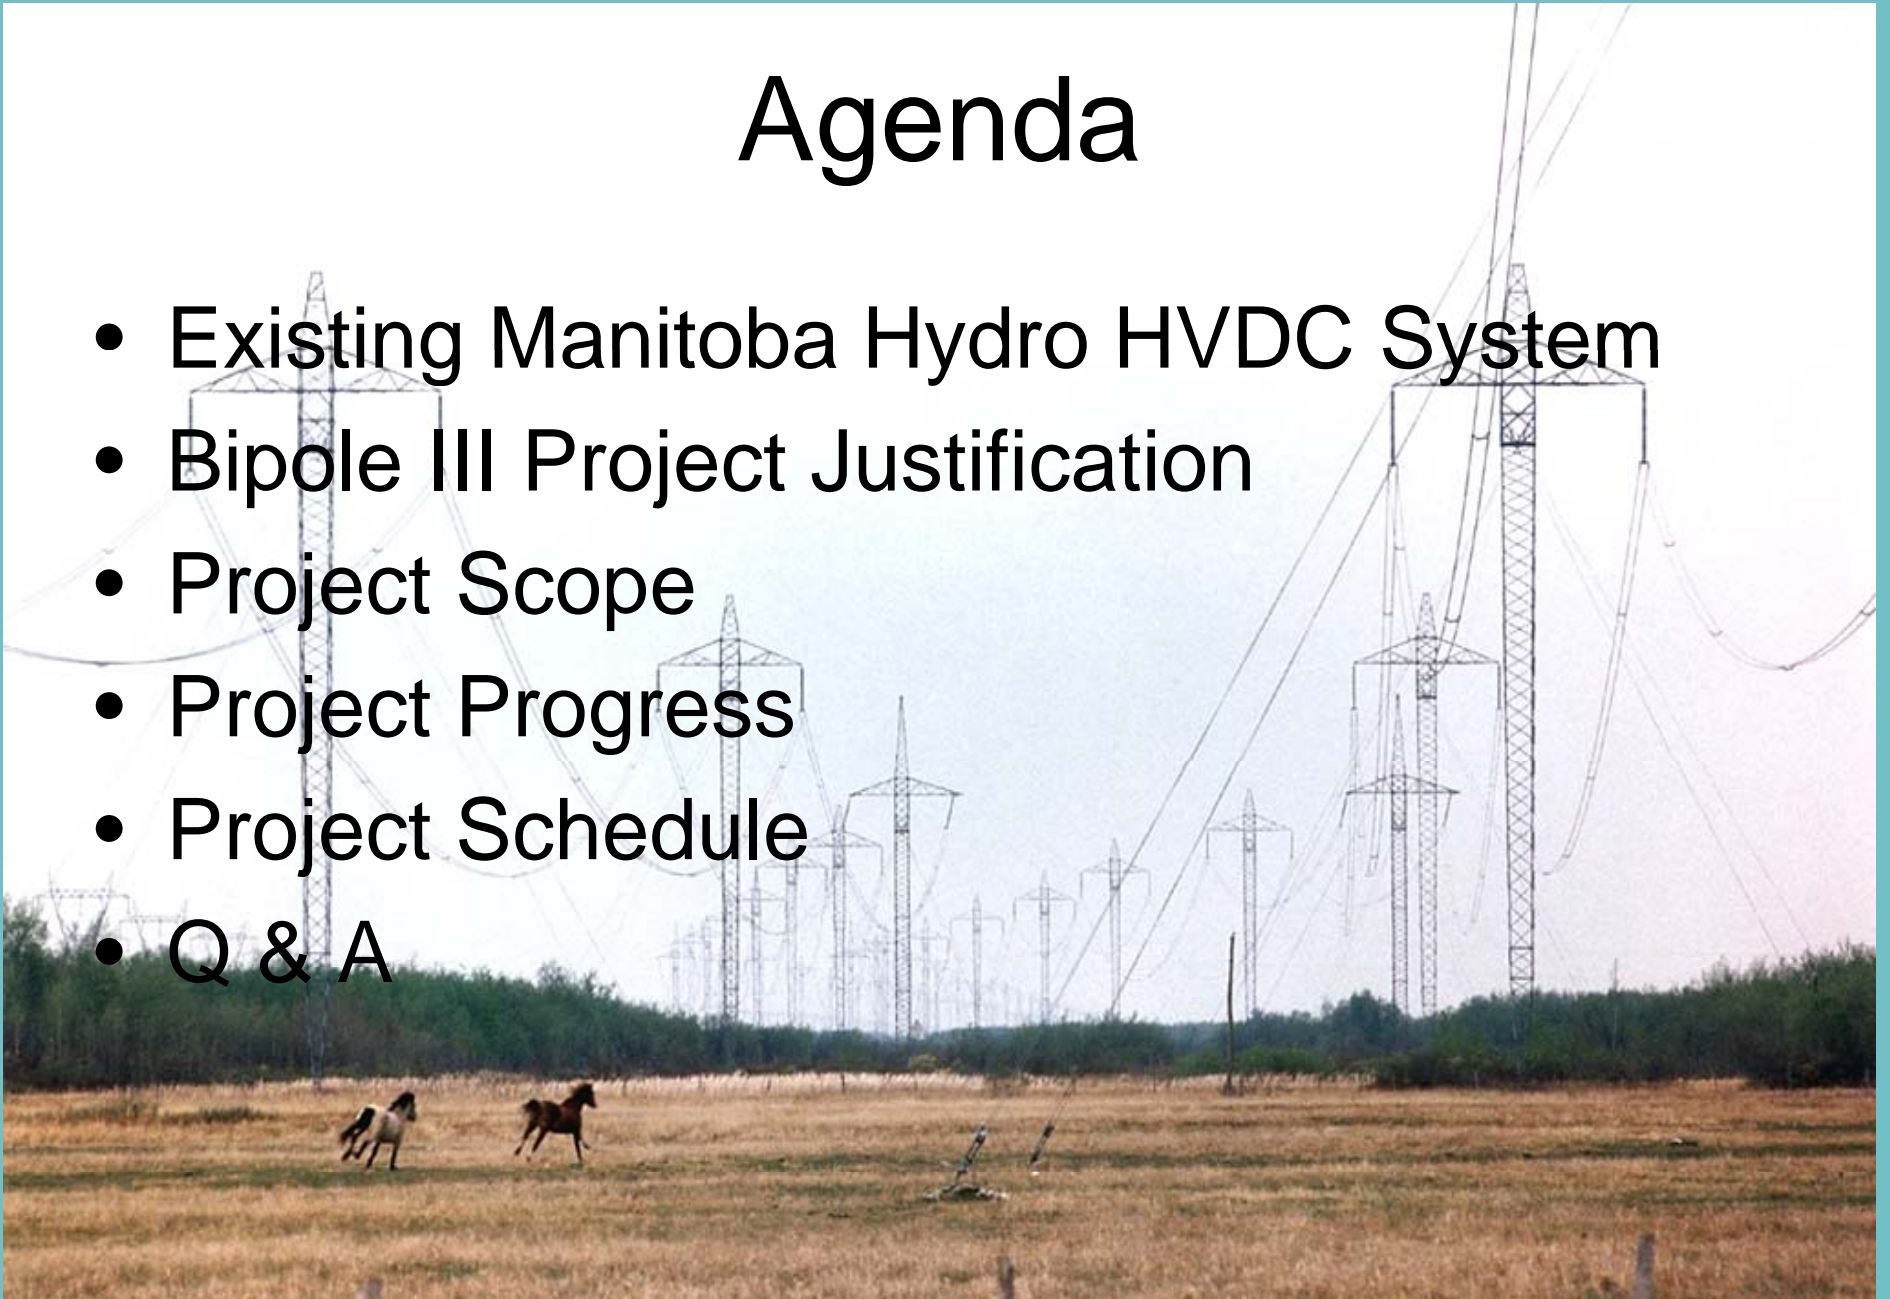 Agenda
• Existing Manitoba Hydro HVDC System
• Bipole III Project Justification
• Project Scope
• Project Progress
• Project Schedule
• Q & A